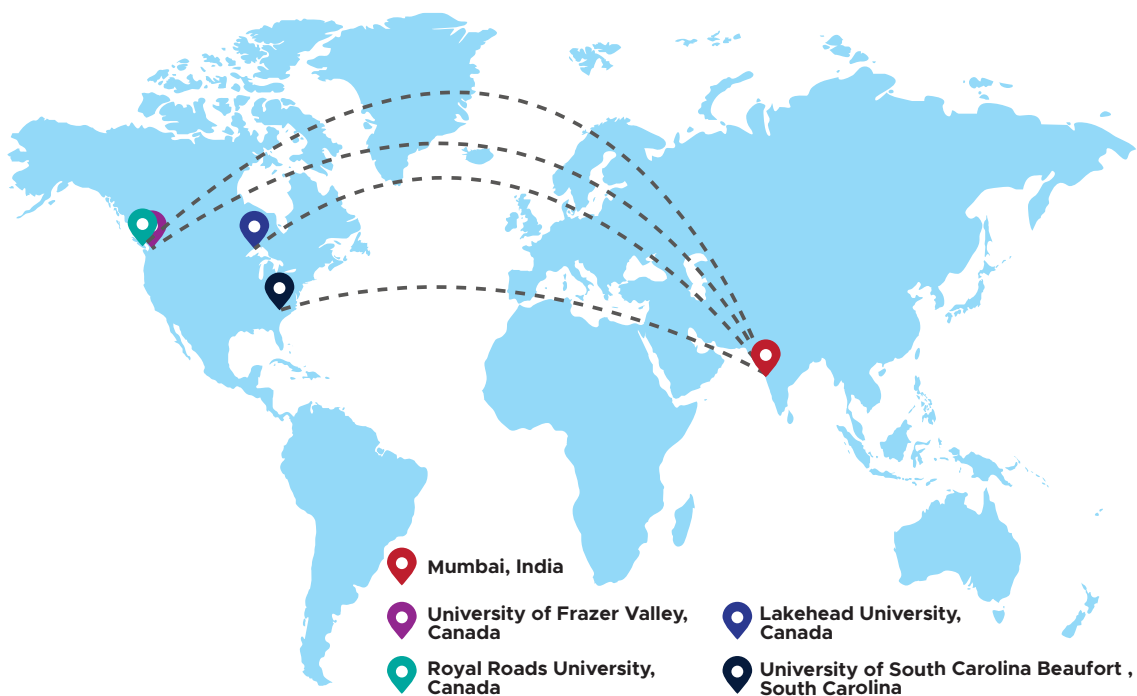 Mumbai, India
University of Frazer Valley,
Canada
Royal Roads University,
Canada
Lakehead University,
Canada
University of South Carolina Beaufort ,
South Carolina